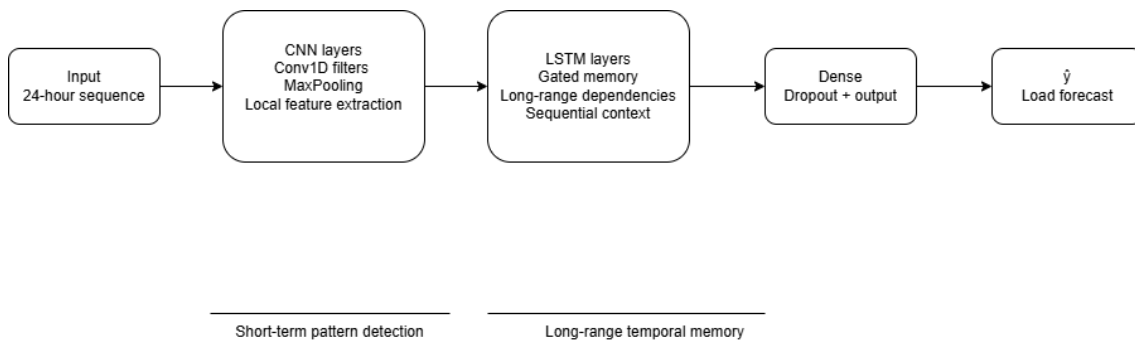 Input
24-hour sequence
CNN layers
Conv1D filters
MaxPooling
Local feature extraction
LSTM layers
Gated memory
Long-range dependencies
Sequential context
Dense
Dropout + output
ŷ
Load forecast
Short-term pattern detection
Long-range temporal memory